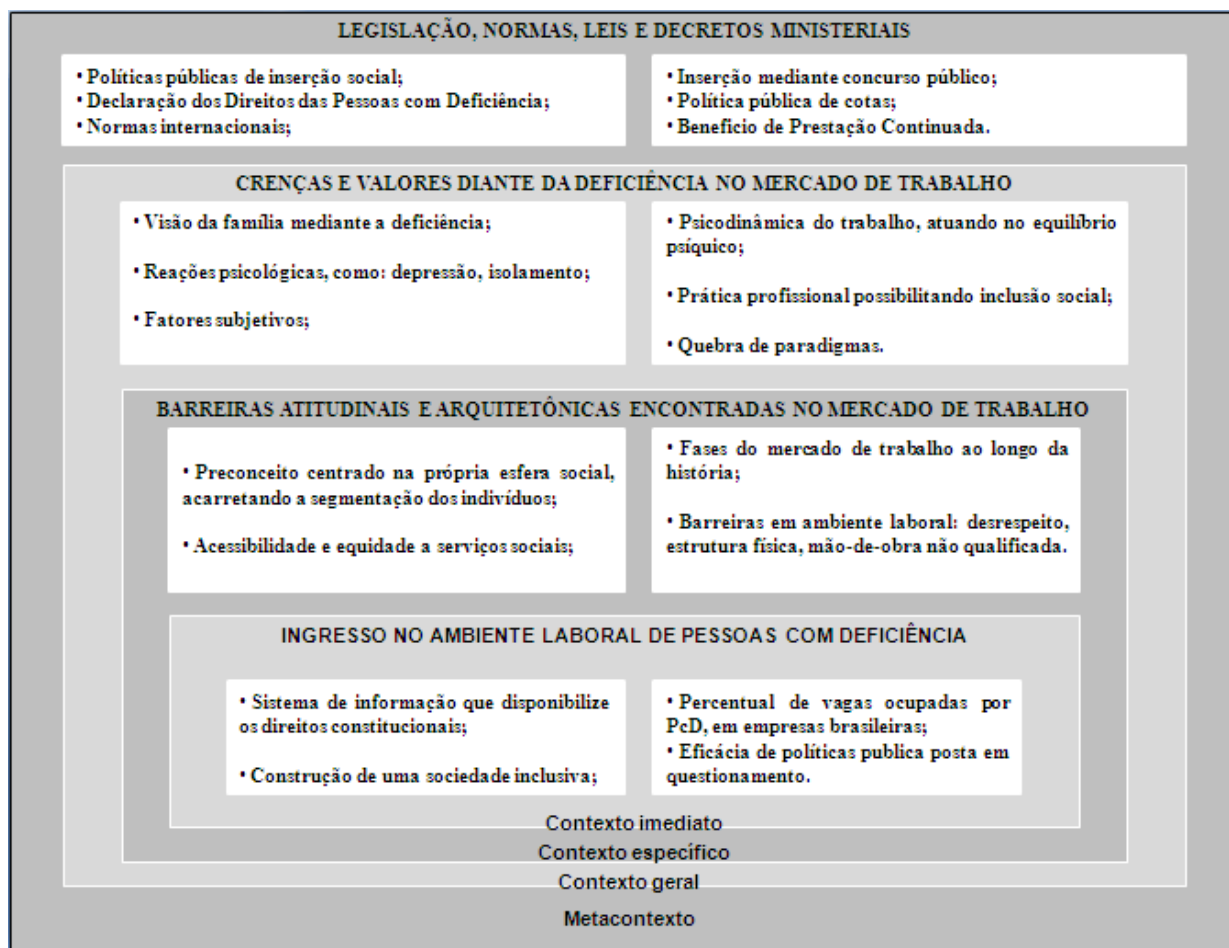 LEGISLAÇÃO, NORMAS, LEIS E DECRETOS MINISTERIAIS
• Políticas públicas de inserção social;
• Declaração dos Direitos das Pessoas com Deficiência;
• Normas internacionais;
• Inserção mediante concurso público;
• Política pública de cotas;
• Benefício de Prestação Continuada.
CRENÇAS E VALORES DIANTE DA DEFICIÊNCIA NO MERCADO DE TRABALHO
• Visão da família mediante a deficiência;
• Reações psicológicas, como: depressão, isolamento;
• Fatores subjetivos;
• Psicodinâmica do trabalho, atuando no equilíbrio
psíquico;
• Prática profissional possibilitando inclusão social;
• Quebra de paradigmas.
BARREIRAS ATITUDINAIS E ARQUITETÔNICAS ENCONTRADAS NO MERCADO DE TRABALHO
• Preconceito centrado na própria esfera social,
acarretando a segmentação dos indivíduos;
• Acessibilidade e equidade a serviços sociais;
• Fases do mercado de trabalho ao longo da
história;
• Barreiras em ambiente laboral: desrespeito,
estrutura física, mão-de-obra não qualificada.
INGRESSO NO AMBIENTE LABORAL DE PESSOAS COM DEFICIÊNCIA
• Sistema de informação que disponibilize
os direitos constitucionais;
• Construção de uma sociedade inclusiva;
• Percentual de vagas ocupadas por
PcD, em empresas brasileiras;
• Eficácia de políticas publica posta em
questionamento.
Contexto imediato
Contexto específico
Contexto geral
Metacontexto